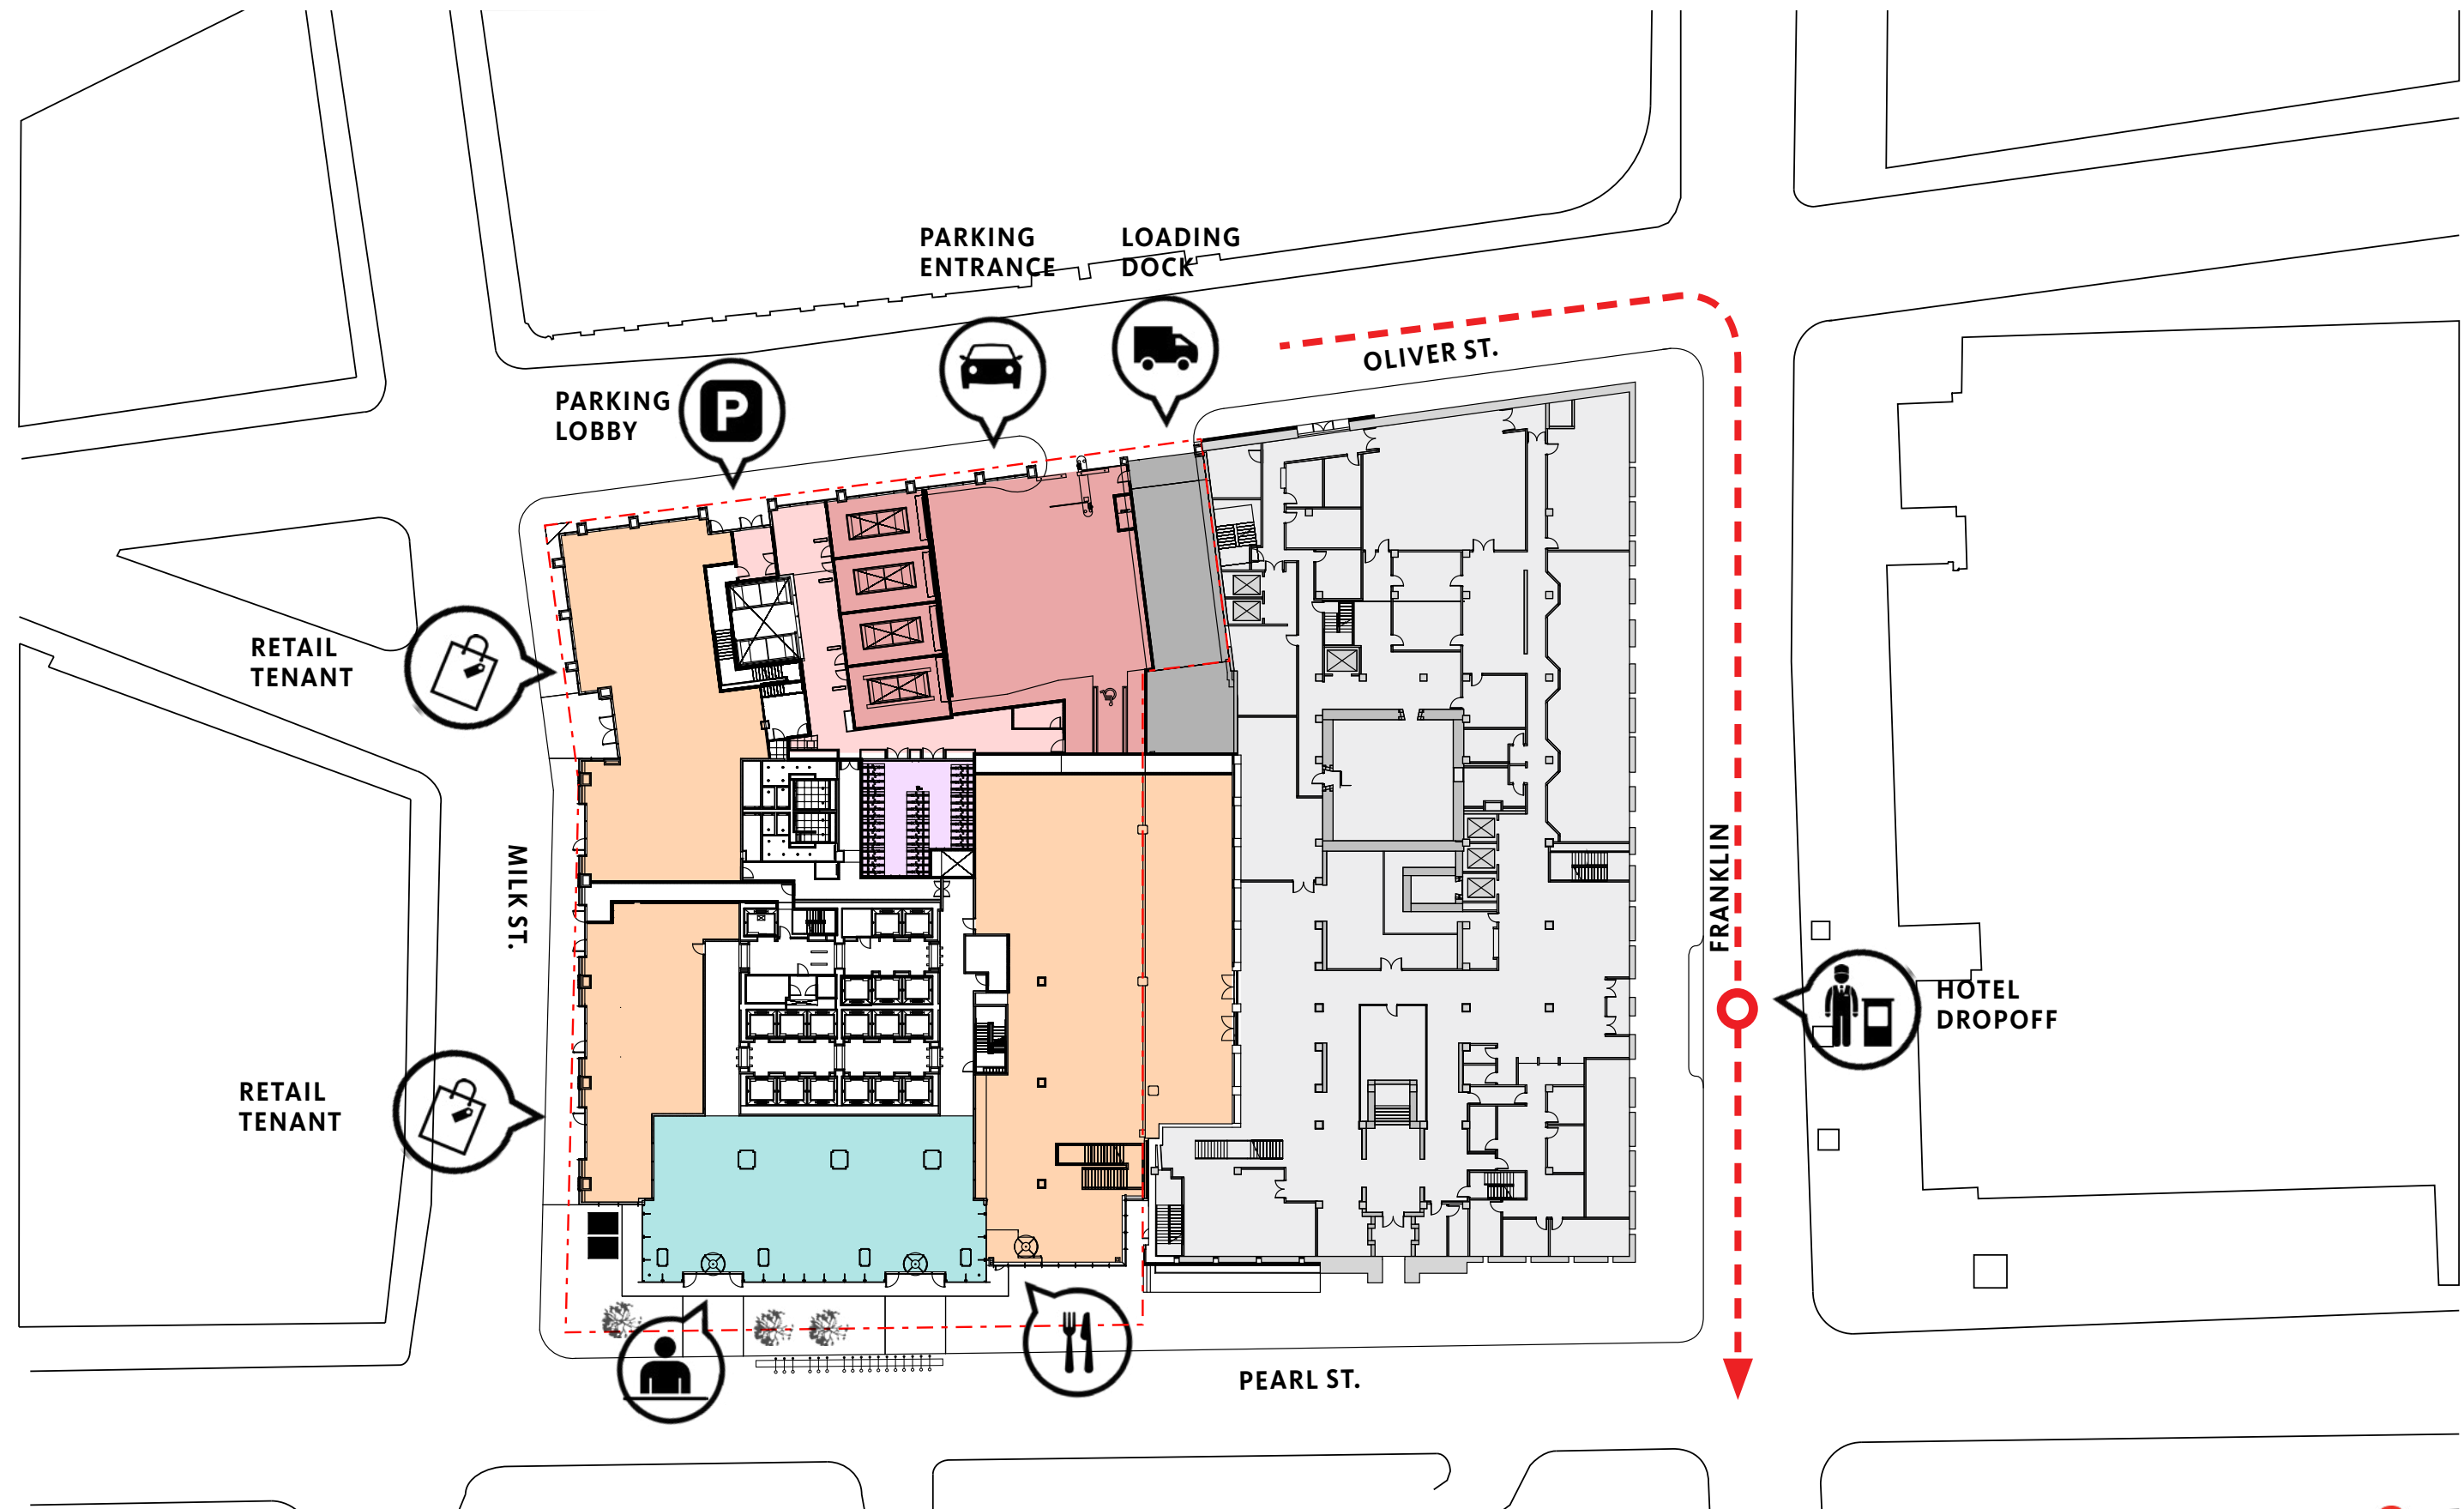 PARKING
ENTRANCE
LOADING
DOCK
OLIVER ST.
PARKING
LOBBY
P
RETAIL
TENANT
MILK ST.
FRANKLIN
HOTEL
DROPOFF
RETAIL
TENANT
PEARL ST.